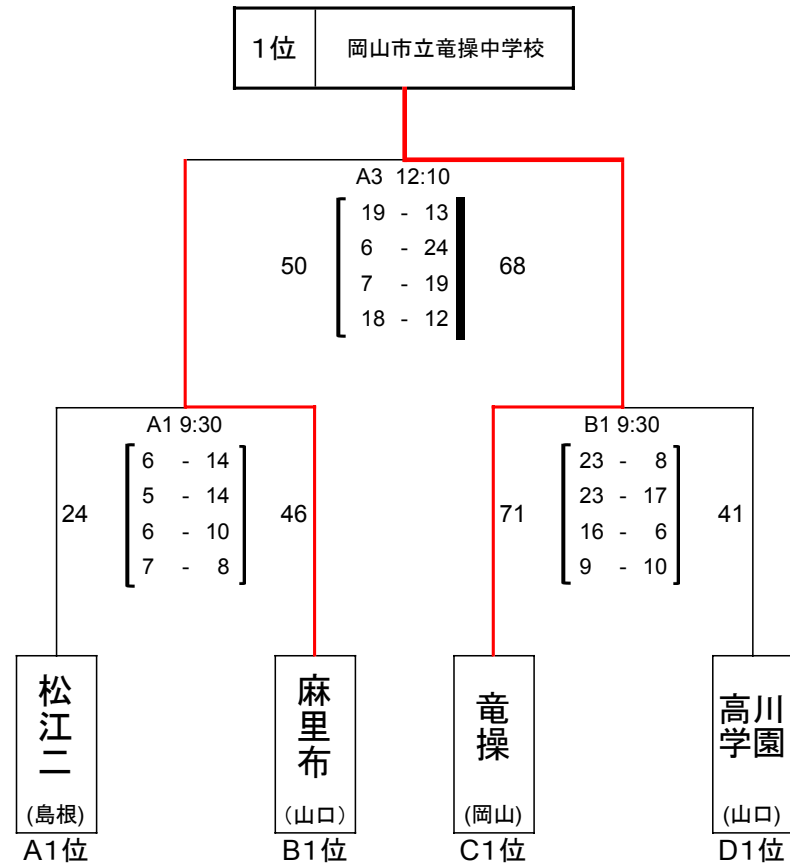 1位 岡山市立竜操中学校
A3 12:10
19 - 13
6 - 24
7 - 19
18 - 12
50
68
A1 9:30
6 - 14
5 - 14
6 - 10
7 - 8
24
46
B1 9:30
23 - 8
23 - 17
16 - 6
9 - 10
71
41
松江二
(島根)
A1位
麻里布
（山口）
B1位
竜操
(岡山)
C1位
高川
学園
(山口)
D1位